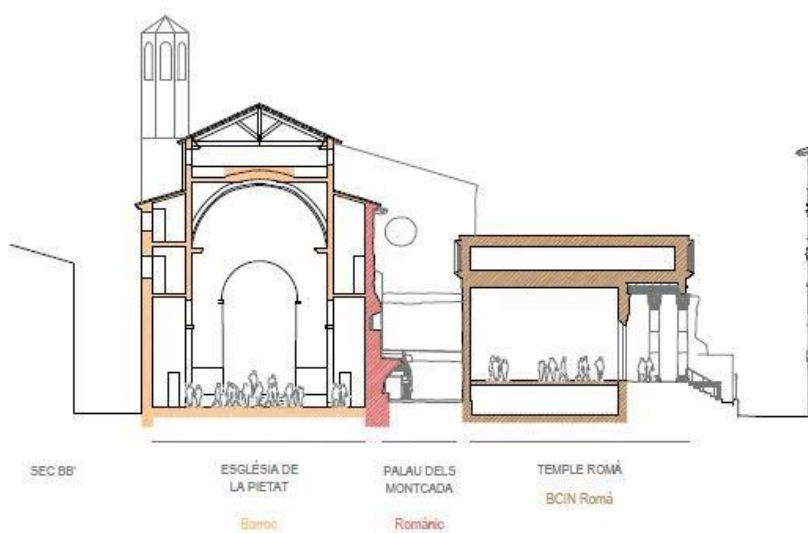 SEC BB'
ESGLÉSIA DE
LA PIETAT
Barroc
PALAU DELS
MONTCADA
Romànic
TEMPLE ROMÀ
BCIN Romà